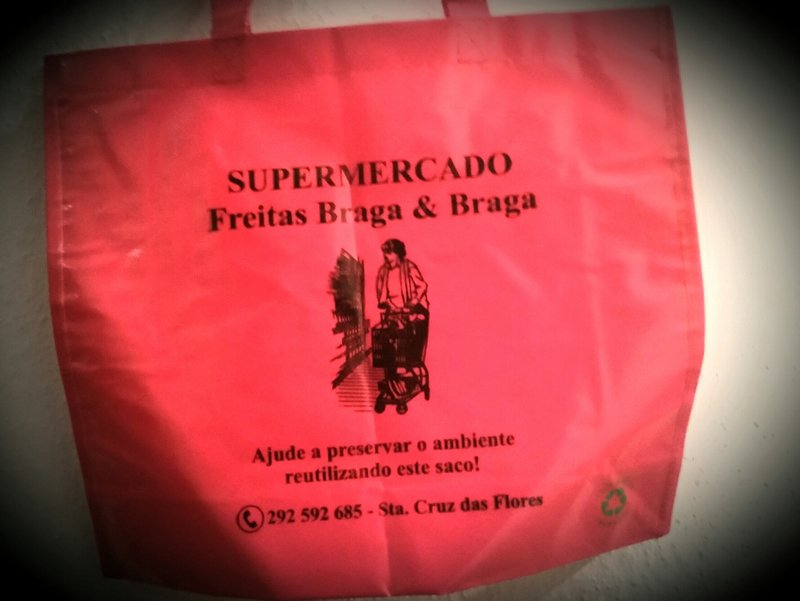 SUPERMERCADO
Freitas Braga & Braga
Ajude a preservar o ambiente
reutilizando este saco!
292 592 685 - Sta. Cruz das Flores